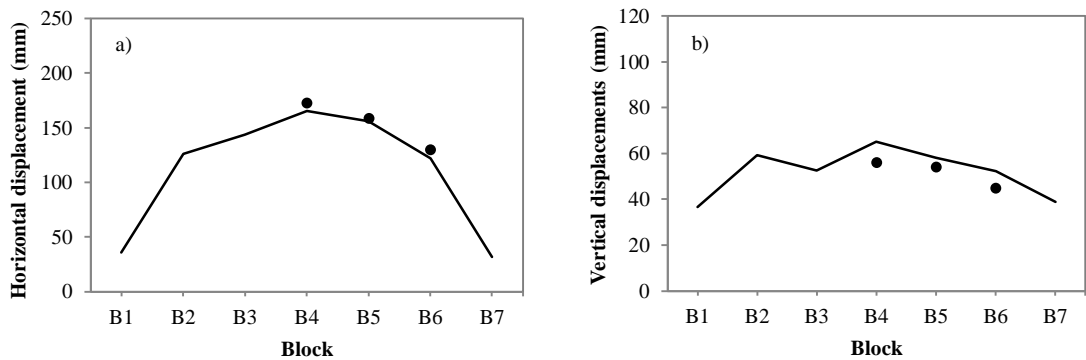 Horizontal displacement (mm)
250
200
150
100
50
0
a)
B1 B2 B3 B4 B5 B6 B7
Block
Vertical displacements (mm)
120
100
80
60
40
20
0
b)
B1 B2 B3 B4 B5 B6 B7
Block